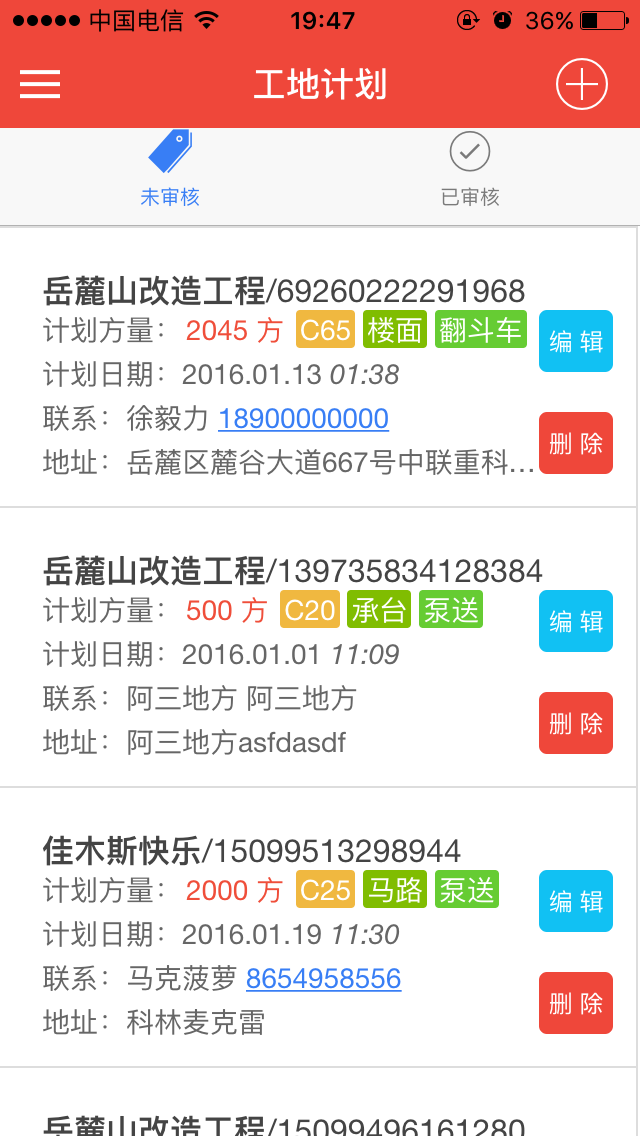 中国电信 19:47 36%
工地计划
未审核 已审核
岳麓山改造工程/69260222291968
计划方量： 2045 方 C65 楼面 翻斗车
编 辑
计划日期：2016.01.13 01:38
联系：徐毅力 18900000000
删 除
地址：岳麓区麓谷大道667号中联重科...
岳麓山改造工程/139735834128384
计划方量： 500 方 C20 承台 泵送
编 辑
计划日期：2016.01.01 11:09
联系：阿三地方 阿三地方
删 除
地址：阿三地方asfdasdf
佳木斯快乐/15099513298944
计划方量： 2000 方 C25 马路 泵送
编 辑
计划日期：2016.01.19 11:30
联系：马克菠萝 8654958556
删 除
地址：科林麦克雷
岳麓山改造工程/15099496161280